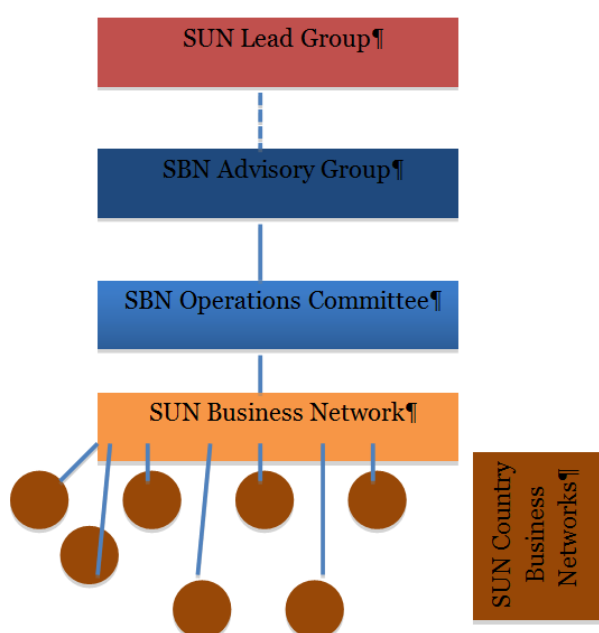 SUN Lead Group¶
SBN Advisory Group¶
SBN Operations Committee¶
SUN Business Network¶
SUN Country
Business
Networks¶